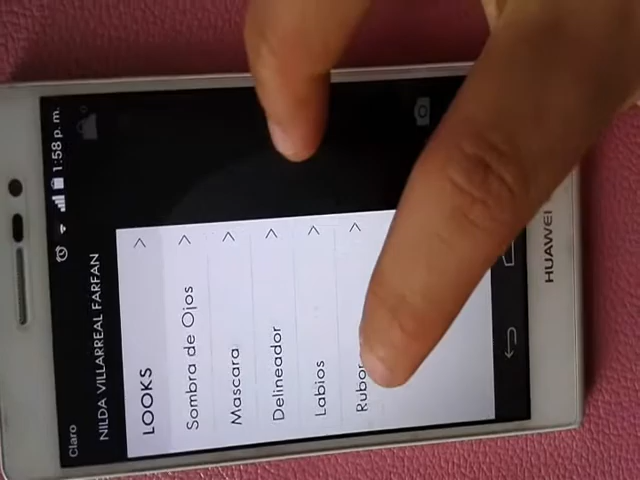 Claro
1:58 p. m.
NILDA VILLARREAL FARFAN
LOOKS
Sombra de Ojos
Mascara
Delineador
Labios
Rubor
HUAWEI